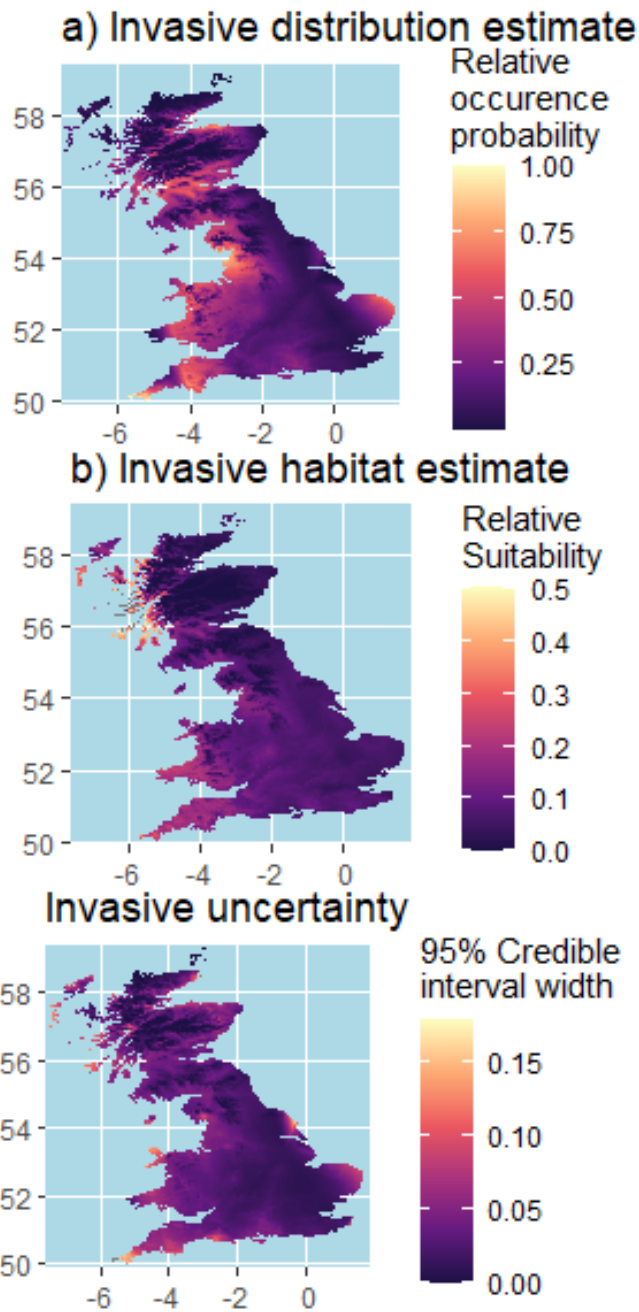 a) Invasive distribution estimate
Relative
occurence
probability
1.00
0.75
0.50
0.25
58
56
54
52
50
-6 -4 -2 0
b) Invasive habitat estimate
Relative
Suitability
0.5
0.4
0.3
0.2
0.1
0.0
58
56
54
52
50
-6 -4 -2 0
Invasive uncertainty
95% Credible
interval width
0.15
0.10
0.05
0.00
58
56
54
52
50
-6 -4 -2 0